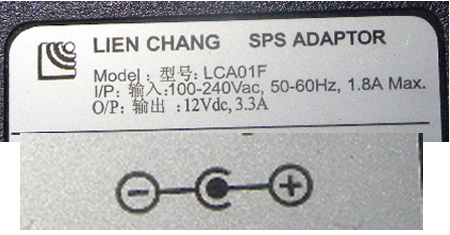 LIEN CHANG SPS ADAPTOR
Model : 型号: LCA01F
I/P: 输入:100-240Vac, 50-60Hz, 1.8A Max.
O/P: 输出 :12Vdc, 3.3A